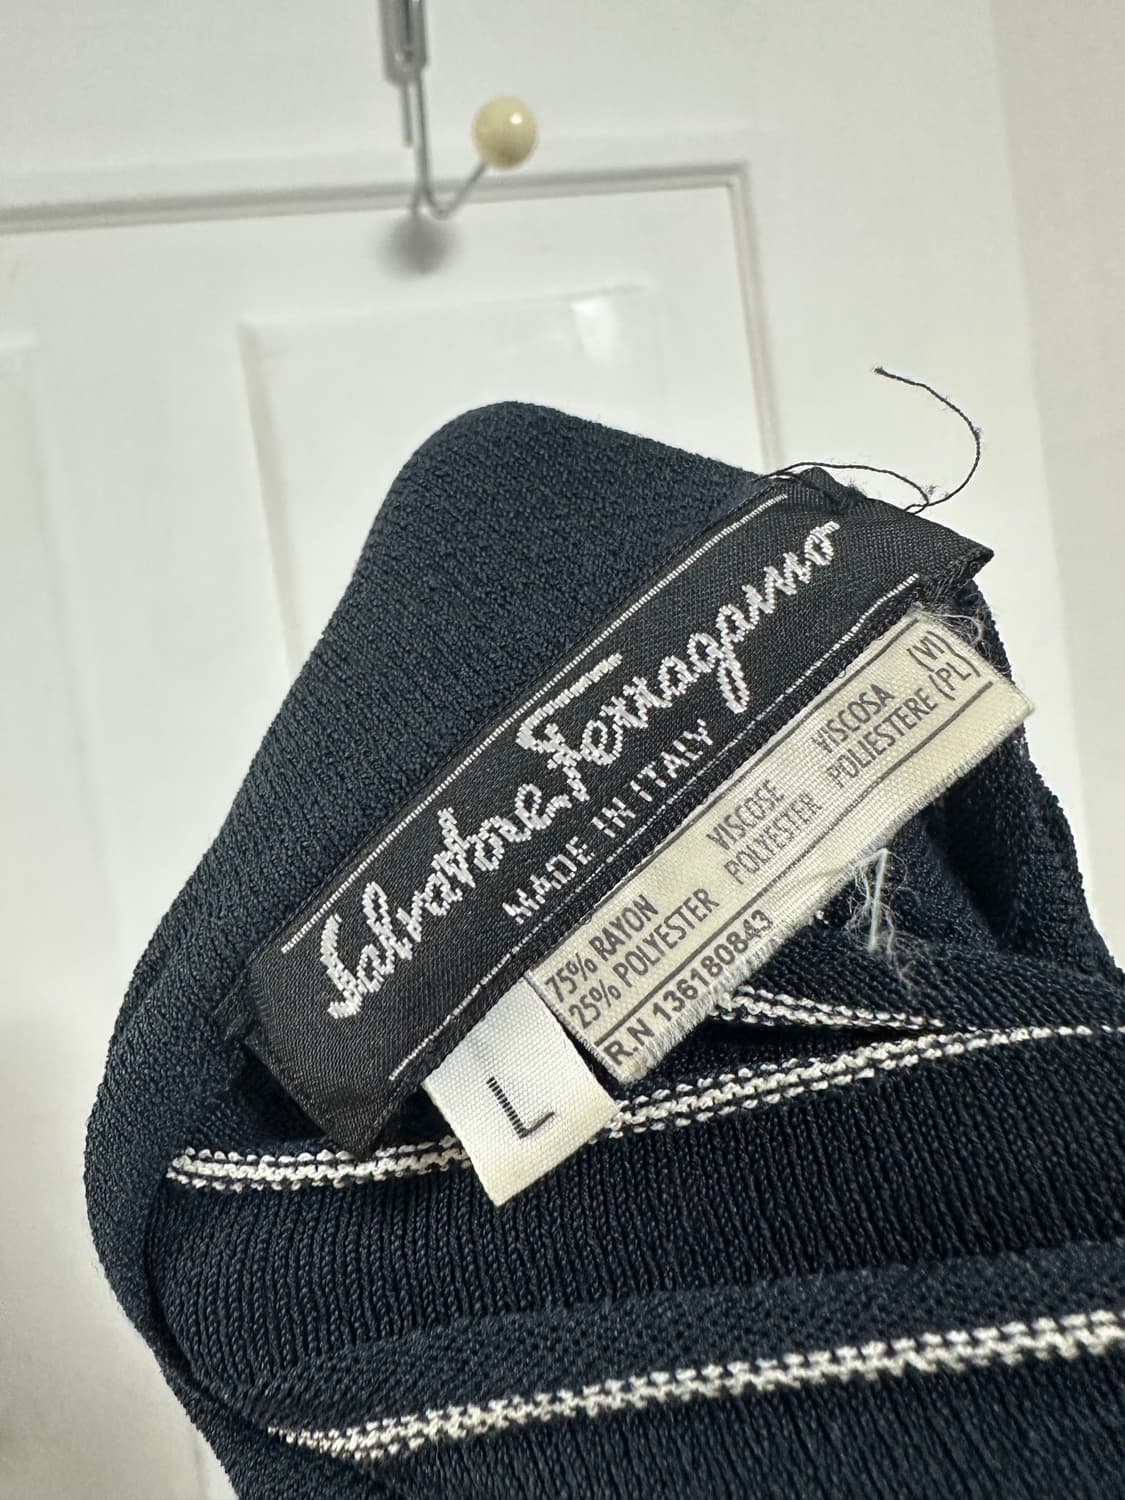 Salvatore Ferragamo
MADE IN ITALY
75% RAYON VISCOSE VISCOSA (VI)
25% POLYESTER POLYESTER POLIESTERE (PL)
R.N 136180843
L